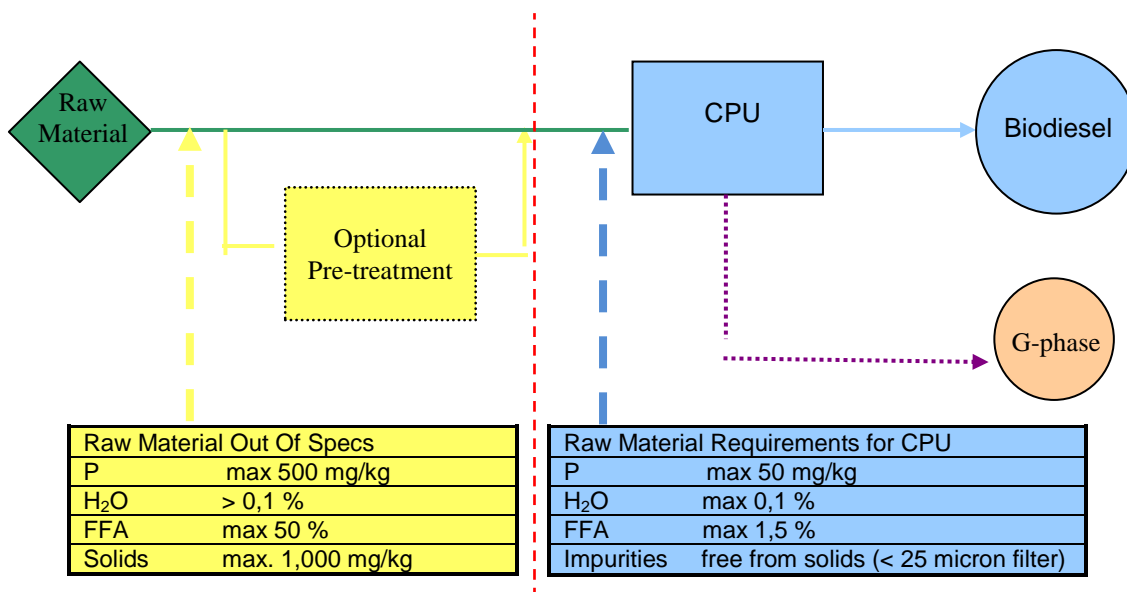 Raw
Material
CPU
Biodiesel
Optional
Pre-treatment
G-phase
Raw Material Out Of Specs
P max 500 mg/kg
H₂O > 0,1 %
FFA max 50 %
Solids max. 1,000 mg/kg
Raw Material Requirements for CPU
P max 50 mg/kg
H₂O max 0,1 %
FFA max 1,5 %
Impurities free from solids (< 25 micron filter)